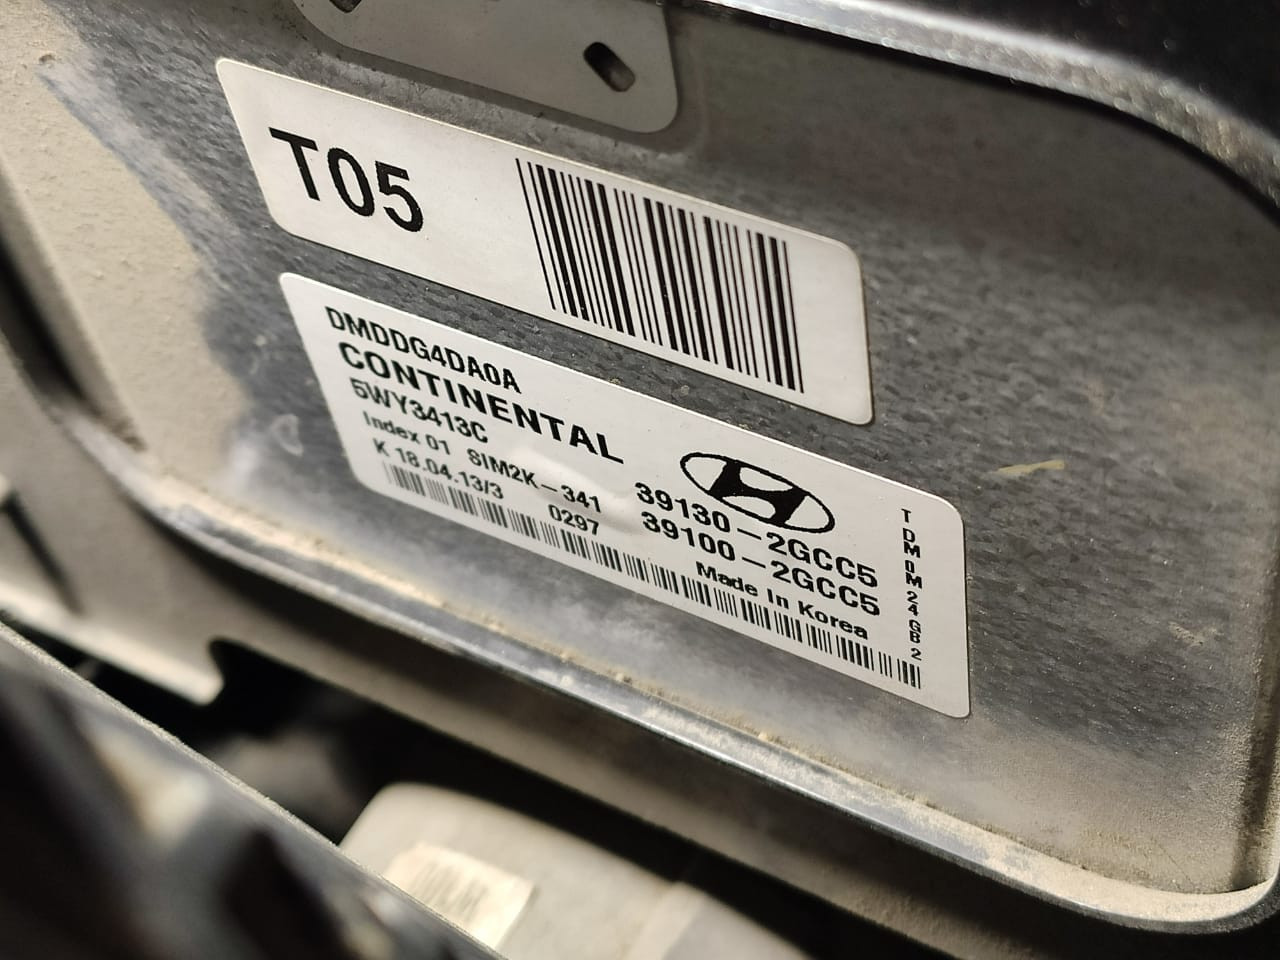 T05
DMDDG4DA0A
CONTINENTAL
5WY3413C
Index 01 SIM2K-341
K 18.04.13/3
0297
39130-2GCC5
39100-2GCC5
Made In Korea
TDM0M24GB2